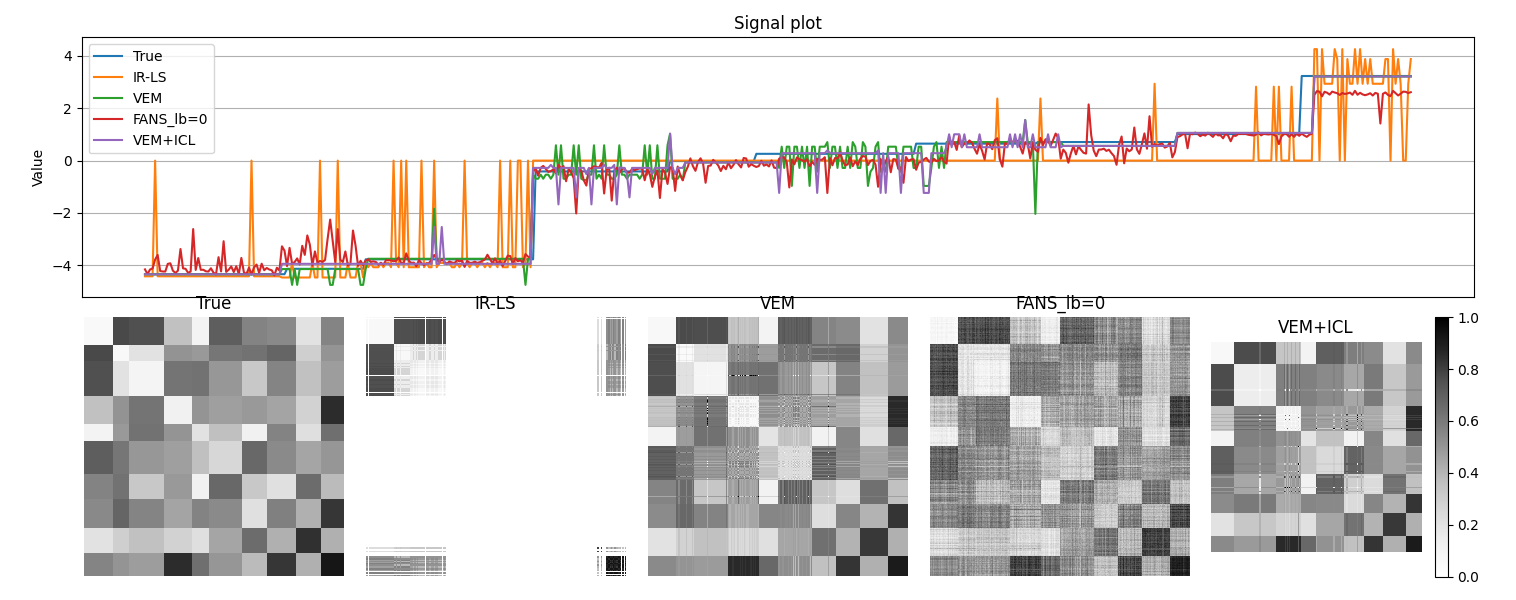 Signal plot
Value
4
2
0
−2
−4
True
IR-LS
VEM
FANS_lb=0
VEM+ICL
True
IR-LS
VEM
FANS_lb=0
VEM+ICL
1.0
0.8
0.6
0.4
0.2
0.0